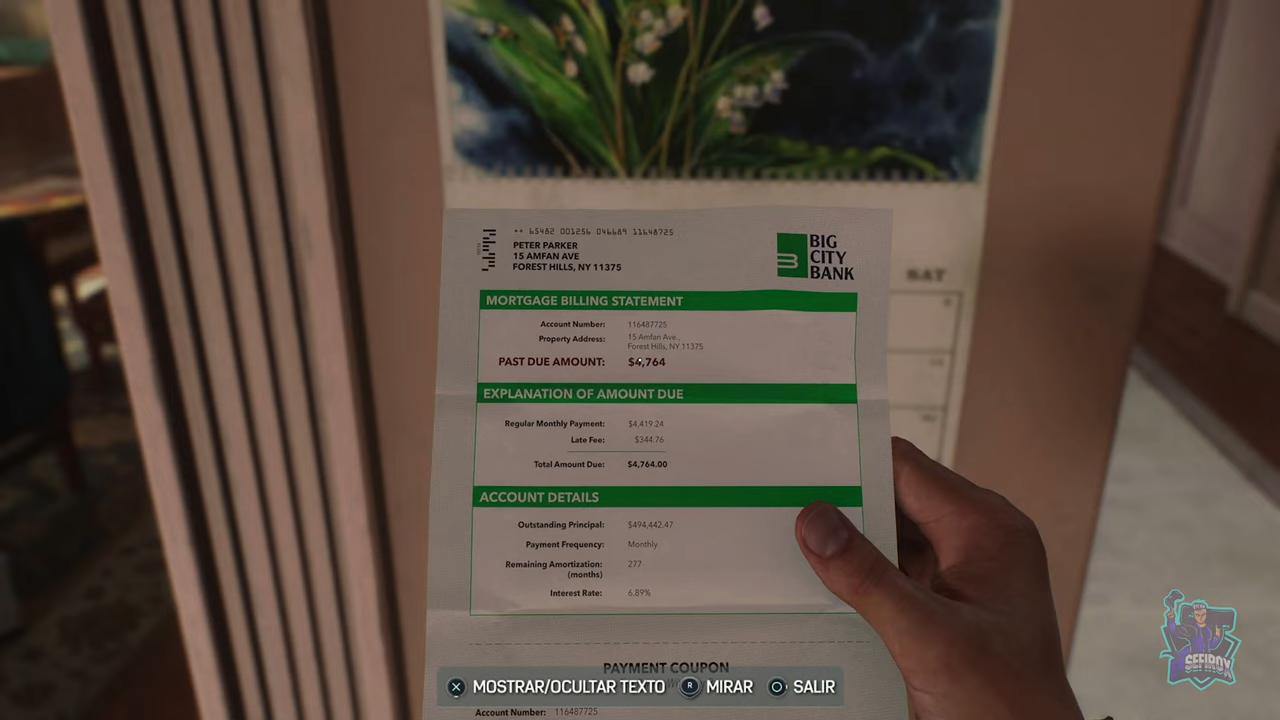 ** 65482 001256 046689 11648725
PETER PARKER
15 AMFAN AVE
FOREST HILLS, NY 11375
BIG
CITY
BANK
SAT
MORTGAGE BILLING STATEMENT
Account Number: 116487725
Property Address: 15 Amfan Ave.,
Forest Hills, NY 11375
PAST DUE AMOUNT: $4,764
EXPLANATION OF AMOUNT DUE
Regular Monthly Payment: $4,419.24
Late Fee: $344.76
Total Amount Due: $4,764.00
ACCOUNT DETAILS
Outstanding Principal: $494,442.47
Payment Frequency: Monthly
Remaining Amortization: 277
(months)
Interest Rate: 6.89%
PAYMENT COUPON
MOSTRAR/OCULTAR TEXTO R MIRAR SALIR
Account Number: 116487725
SEFIROX